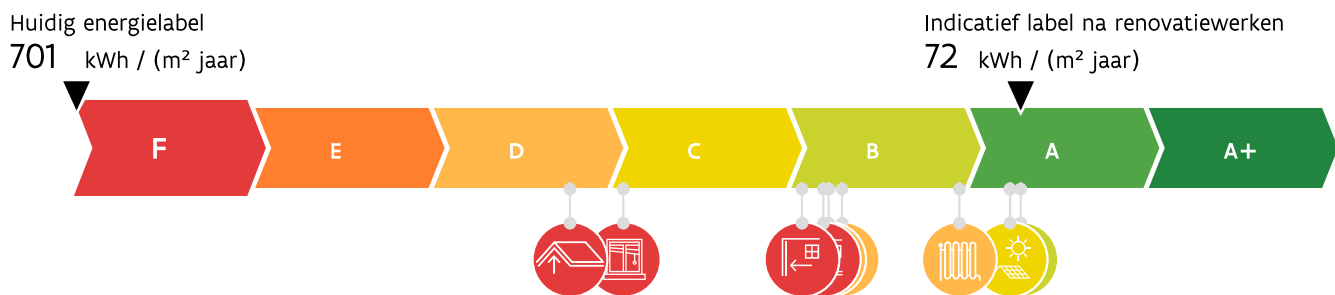 Huidig energielabel
701 kWh / (m² jaar)
Indicatief label na renovatiewerken
72 kWh / (m² jaar)
F E D C B A A+